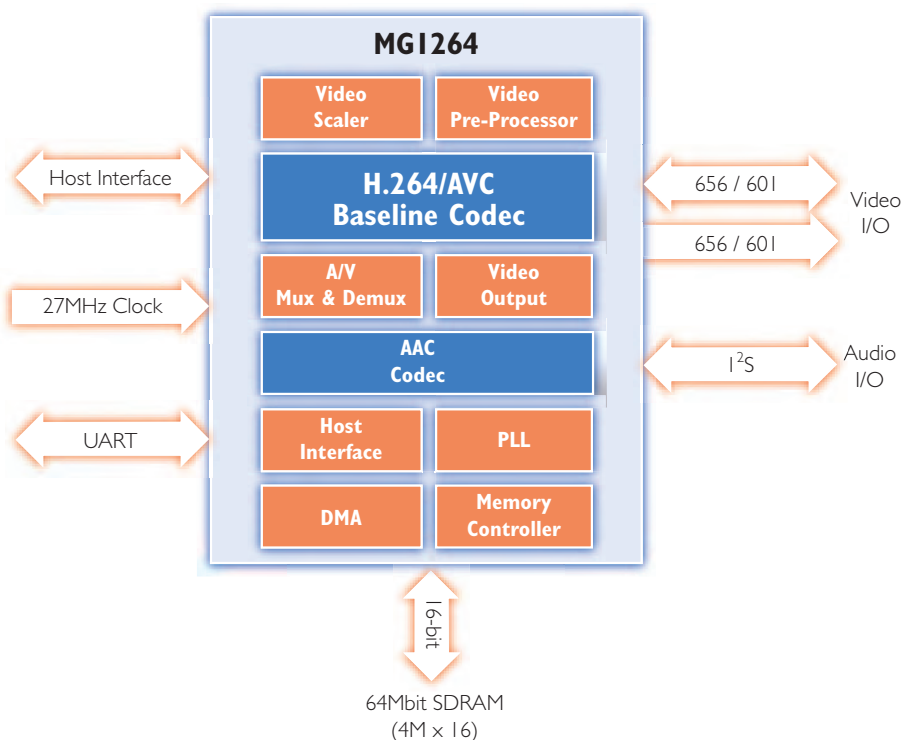 MG1264
Video
Scaler
Video
Pre-Processor
Host Interface
H.264/AVC
Baseline Codec
656 / 601
Video
I/O
656 / 601
A/V
Mux & Demux
Video
Output
27MHz Clock
AAC
Codec
I²S
Audio
I/O
UART
Host
Interface
PLL
DMA
Memory
Controller
16-bit
64Mbit SDRAM
(4M x 16)